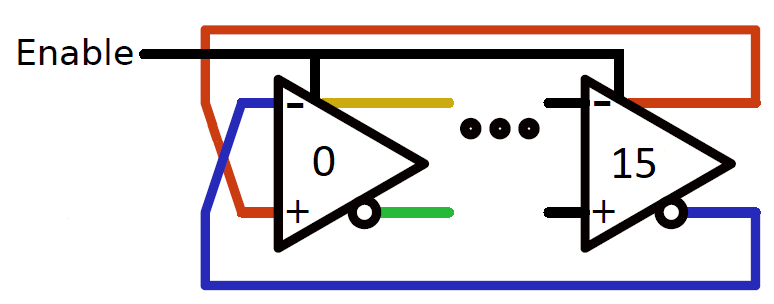 Enable
- -
0 15
+ +